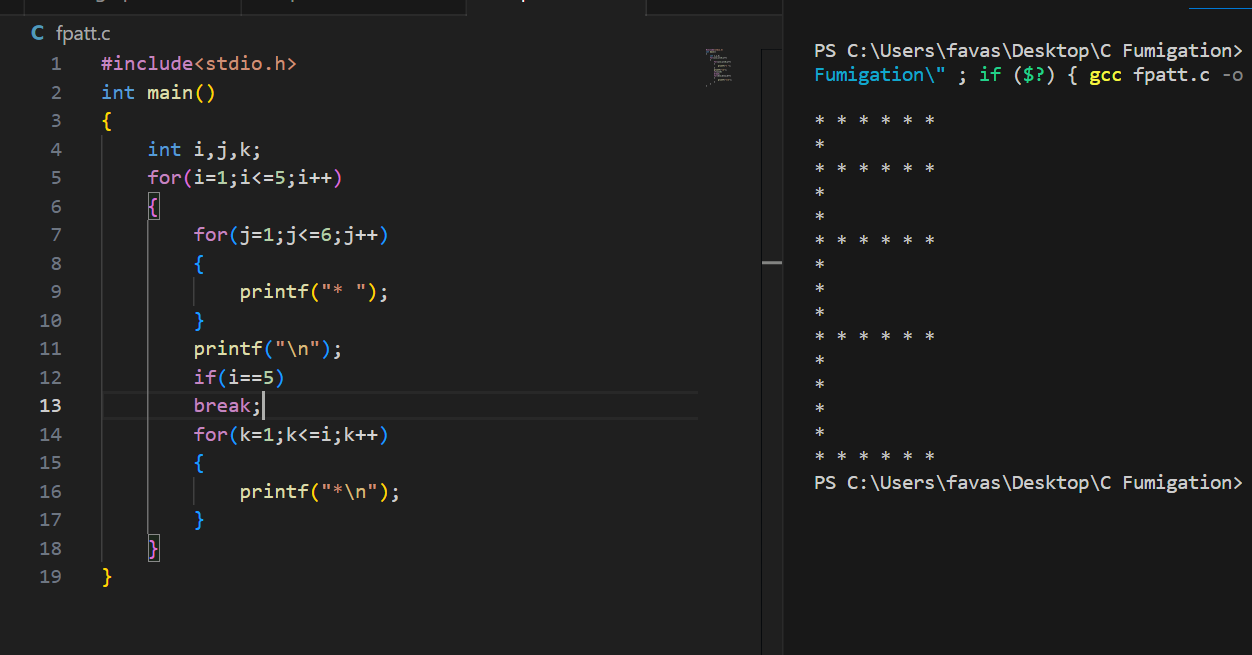 C fpatt.c
1 #include<stdio.h>
2 int main()
3 {
4 int i,j,k;
5 for(i=1;i<=5;i++)
6 {
7 for(j=1;j<=6;j++)
8 {
9 printf("* ");
10 }
11 printf("\n");
12 if(i==5)
13 break;
14 for(k=1;k<=i;k++)
15 {
16 printf("*\n");
17 }
18 }
19 }
PS C:\Users\favas\Desktop\C Fumigation>
Fumigation\" ; if ($?) { gcc fpatt.c -o
* * * * * *
*
* * * * * *
*
*
* * * * * *
*
*
*
* * * * * *
*
*
*
*
* * * * * *
PS C:\Users\favas\Desktop\C Fumigation>